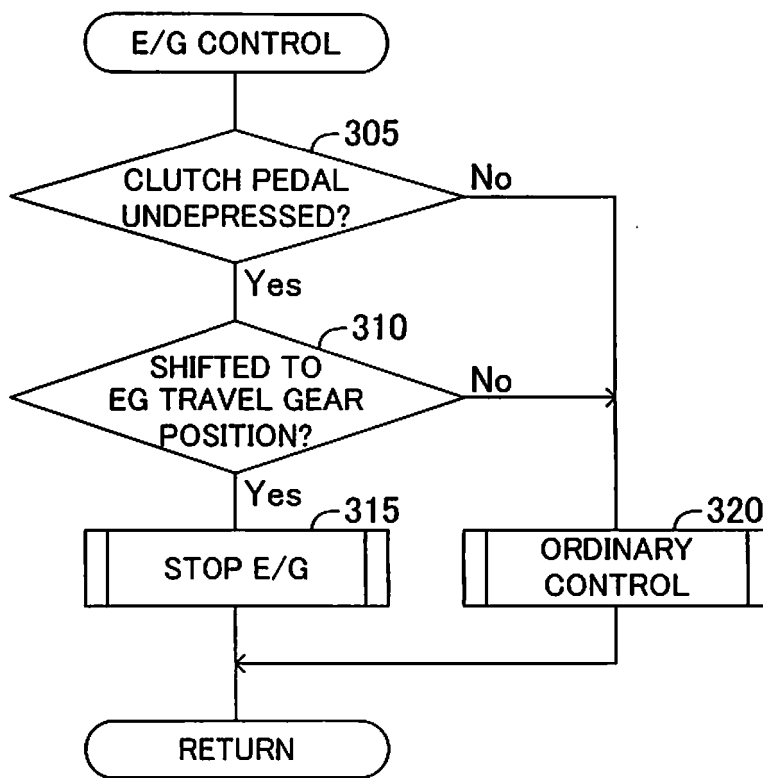 E/G CONTROL
305
CLUTCH PEDAL
UNDEPRESSED?
No
Yes
310
SHIFTED TO
EG TRAVEL GEAR
POSITION?
No
Yes
315
STOP E/G
320
ORDINARY
CONTROL
RETURN